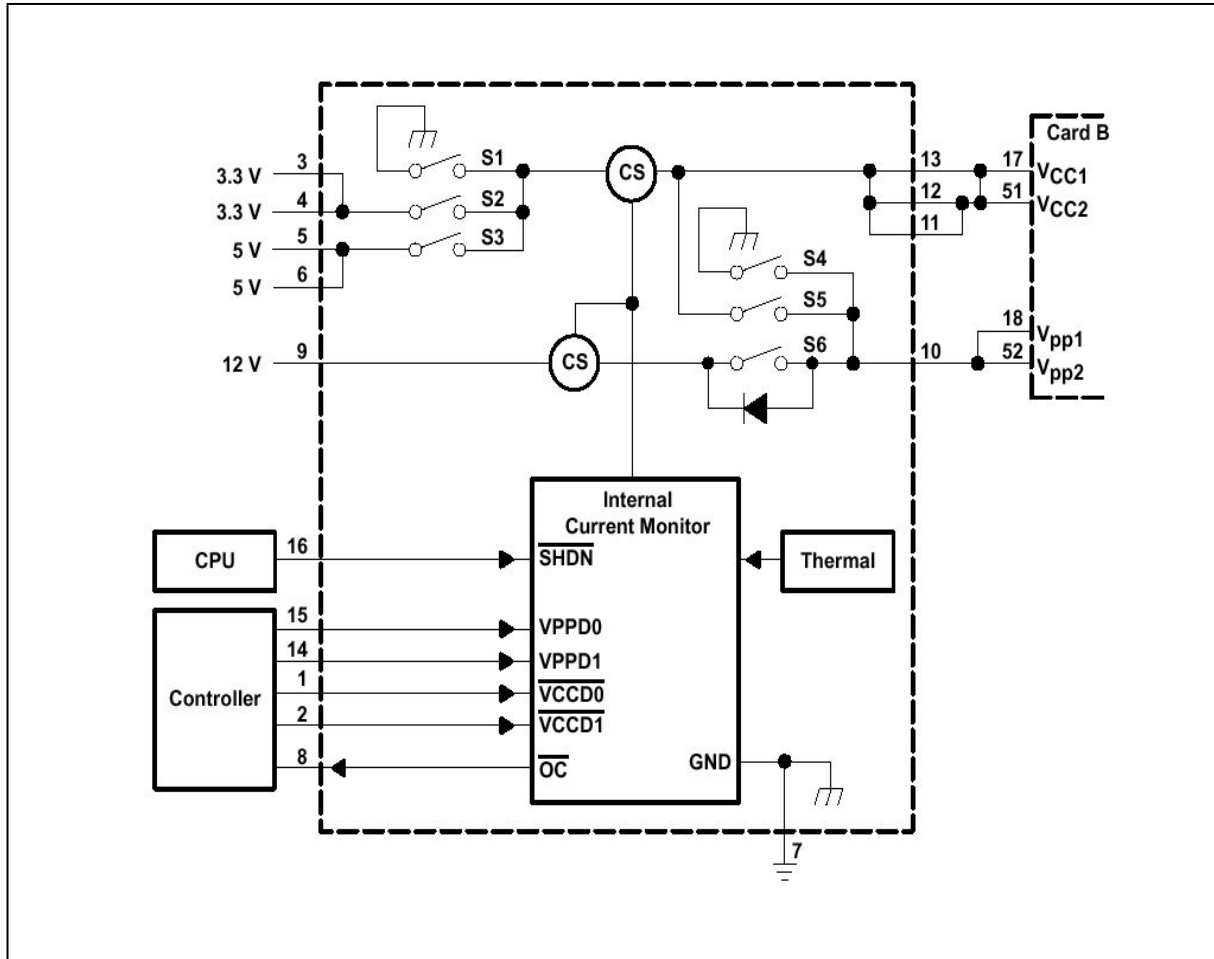 Card B
3.3 V 3 S1 CS 13 17 VCC1
3.3 V 4 S2 12 51 VCC2
5 V 5 S3 11
5 V 6
S4
S5
12 V 9 CS S6 10
18 Vpp1
52 Vpp2
Internal
Current Monitor
CPU 16 SHDN Thermal
15 VPPD0
14 VPPD1
Controller 1 VCCD0
2 VCCD1
8 OC GND
7